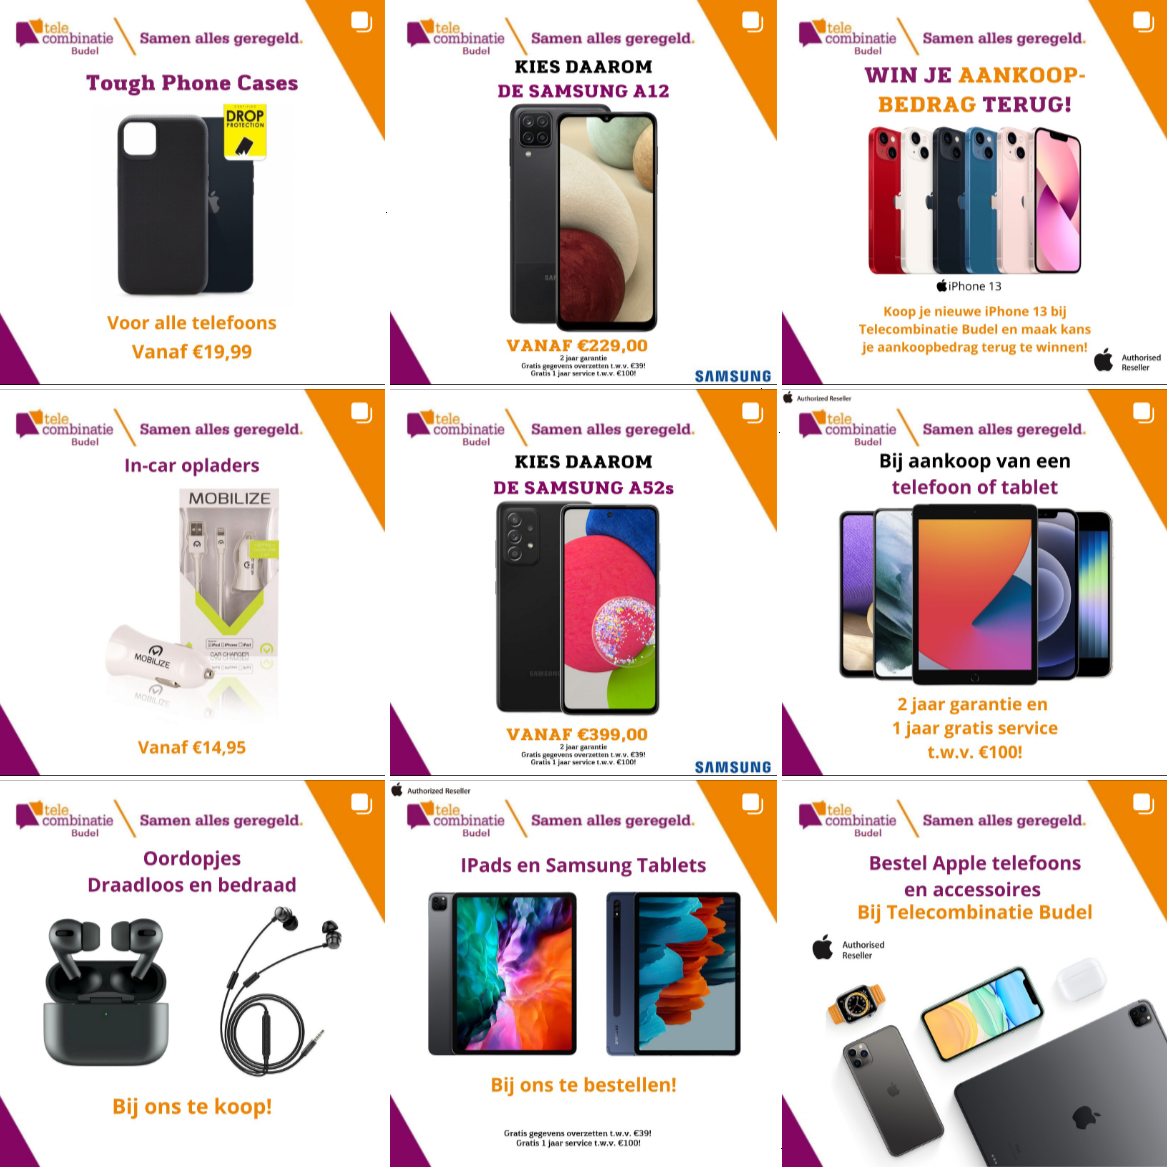 tele
combinatie
Budel
Samen alles geregeld.
Tough Phone Cases
DROP
PROTECTION
Voor alle telefoons
Vanaf €19,99
tele
combinatie
Budel
Samen alles geregeld.
KIES DAAROM
DE SAMSUNG A12
VANAF €229,00
2 jaar garantie
Gratis gegevens overzetten t.w.v. €39!
Gratis 1 jaar service t.w.v. €100!
SAMSUNG
tele
combinatie
Budel
Samen alles geregeld.
WIN JE AANKOOP-
BEDRAG TERUG!
iPhone 13
Koop je nieuwe iPhone 13 bij
Telecombinatie Budel en maak kans
je aankoopbedrag terug te winnen!
Authorised
Reseller
tele
combinatie
Budel
Samen alles geregeld.
In-car opladers
MOBILIZE
CAR CHARGER
MOBILIZE
Vanaf €14,95
tele
combinatie
Budel
Samen alles geregeld.
KIES DAAROM
DE SAMSUNG A52s
SAMSUNG
VANAF €399,00
2 jaar garantie
Gratis gegevens overzetten t.w.v. €39!
Gratis 1 jaar service t.w.v. €100!
SAMSUNG
Authorized Reseller
tele
combinatie
Budel
Samen alles geregeld.
Bij aankoop van een
telefoon of tablet
2 jaar garantie en
1 jaar gratis service
t.w.v. €100!
tele
combinatie
Budel
Samen alles geregeld.
Oordopjes
Draadloos en bedraad
Bij ons te koop!
Authorized Reseller
tele
combinatie
Budel
Samen alles geregeld.
IPads en Samsung Tablets
Bij ons te bestellen!
Gratis gegevens overzetten t.w.v. €39!
Gratis 1 jaar service t.w.v. €100!
tele
combinatie
Budel
Samen alles geregeld.
Bestel Apple telefoons
en accessoires
Bij Telecombinatie Budel
Authorised
Reseller